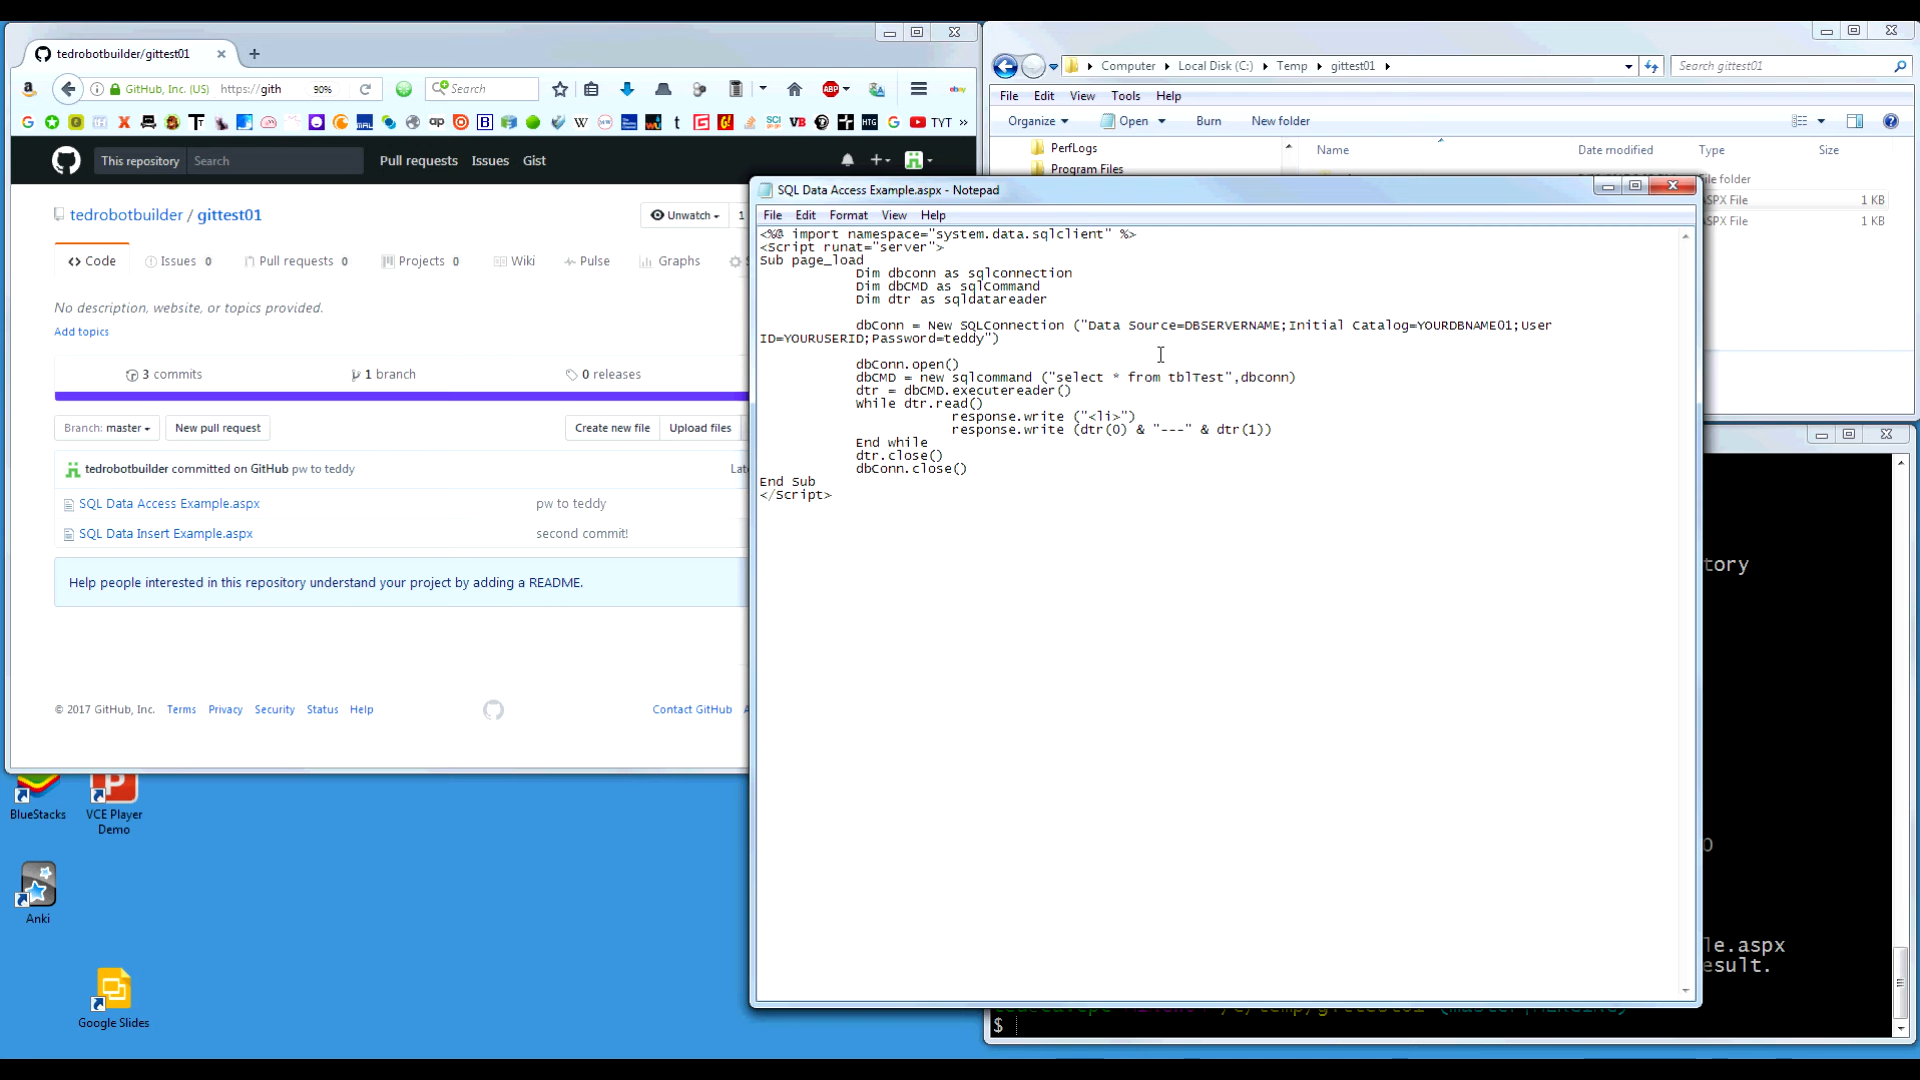 tedrobotbuilder/gittest01
GitHub, Inc. (US)
https://gith
90%
Search
ABP
ebay
TYT »
This repository
Search
Pull requests
Issues
Gist
tedrobotbuilder / gittest01
Unwatch
1
Code
Issues 0
Pull requests 0
Projects 0
Wiki
Pulse
Graphs
No description, website, or topics provided.
Add topics
3 commits
1 branch
0 releases
Branch: master
New pull request
Create new file
Upload files
tedrobotbuilder committed on GitHub pw to teddy
Late
SQL Data Access Example.aspx
pw to teddy
SQL Data Insert Example.aspx
second commit!
Help people interested in this repository understand your project by adding a README.
© 2017 GitHub, Inc.
Terms
Privacy
Security
Status
Help
Contact GitHub
BlueStacks
VCE Player
Demo
Anki
Google Slides
Computer
Local Disk (C:)
Temp
gittest01
Search gittest01
File Edit View Tools Help
Organize
Open
Burn
New folder
PerfLogs
Program Files
Name
Date modified
Type
Size
File folder
ASPX File
1 KB
ASPX File
1 KB
SQL Data Access Example.aspx - Notepad
File Edit Format View Help
<%@ import namespace="system.data.sqlclient" %>
<Script runat="server">
Sub page_load
Dim dbconn as sqlconnection
Dim dbCMD as sqlCommand
Dim dtr as sqldatareader
dbConn = New SQLConnection ("Data Source=DBSERVERNAME;Initial Catalog=YOURDBNAME01;User
ID=YOURUSERID;Password=teddy")
dbConn.open()
dbCMD = new sqlcommand ("select * from tblTest",dbconn)
dtr = dbCMD.executereader()
while dtr.read()
response.write ("<li>")
response.write (dtr(0) & "---" & dtr(1))
End while
dtr.close()
dbConn.close()
End Sub
</Script>
tory
le.aspx
esult.
$